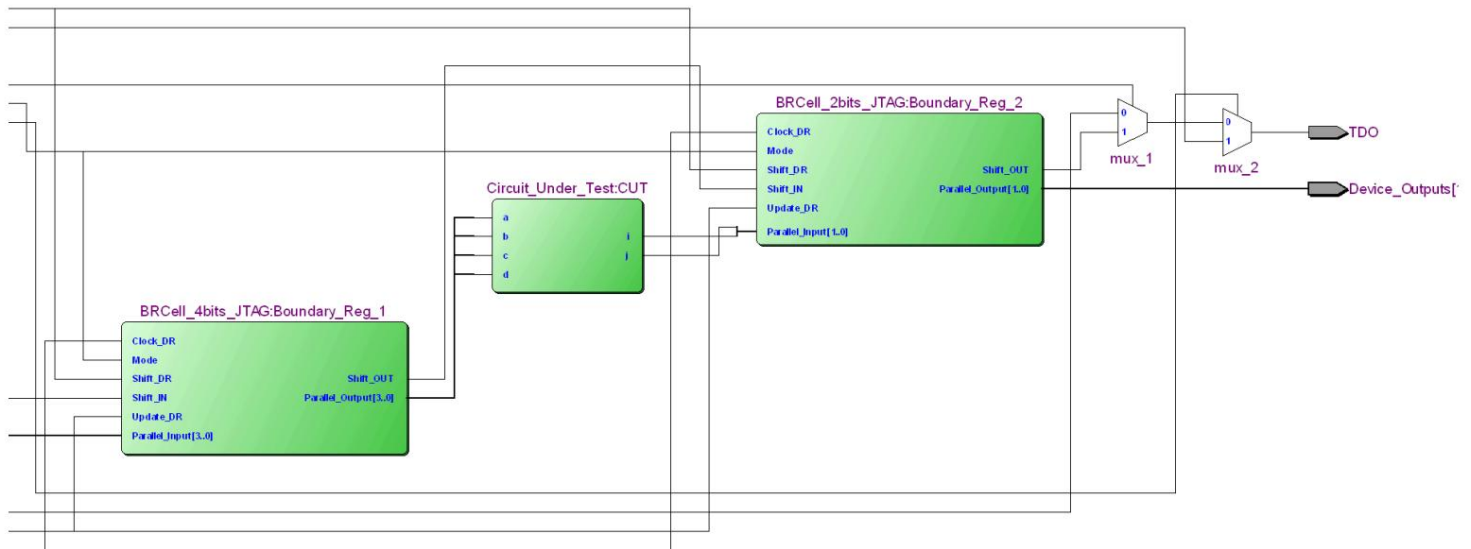 BRCell_2bits_JTAG:Boundary_Reg_2
Clock_DR
Mode
Shift_DR
Shift_IN
Update_DR
Parallel_Input[1..0]
Shift_OUT
Parallel_Output[1..0]
0
1
mux_1
0
1
mux_2
TDO
Device_Outputs[
Circuit_Under_Test:CUT
a
b
c
d
i
j
BRCell_4bits_JTAG:Boundary_Reg_1
Clock_DR
Mode
Shift_DR
Shift_IN
Update_DR
Parallel_Input[3..0]
Shift_OUT
Parallel_Output[3..0]